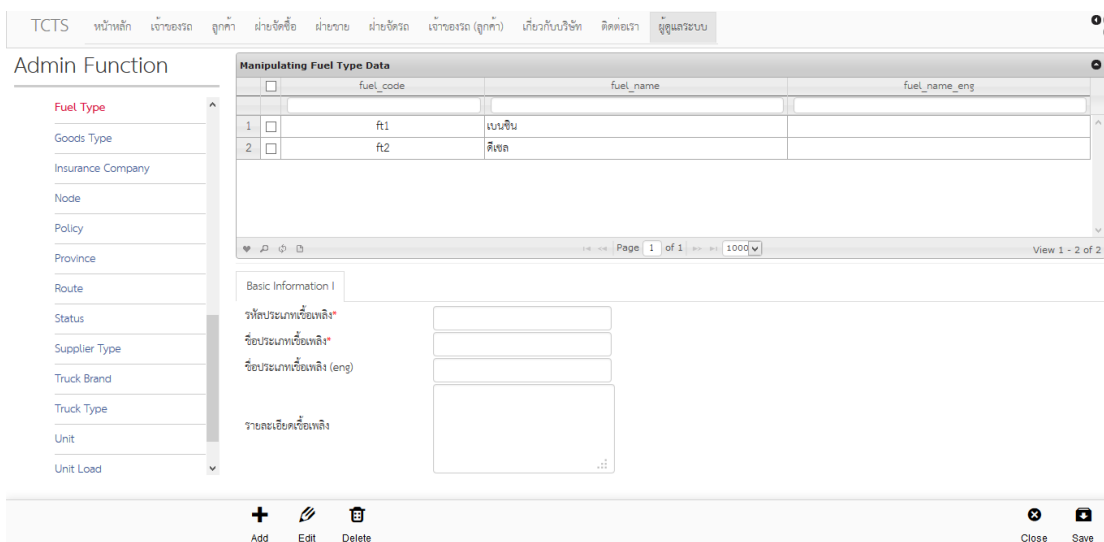 TCTS หน้าหลัก เจ้าของรถ ลูกค้า ฝ่ายจัดซื้อ ฝ่ายขาย ฝ่ายจัดรถ เจ้าของรถ (ลูกค้า) เกี่ยวกับบริษัท ติดต่อเรา ผู้ดูแลระบบ
Admin Function
Fuel Type
Goods Type
Insurance Company
Node
Policy
Province
Route
Status
Supplier Type
Truck Brand
Truck Type
Unit
Unit Load
Manipulating Fuel Type Data
fuel_code fuel_name fuel_name_eng
1 ft1 เบนซิน
2 ft2 ดีเซล
Page 1 of 1 1000 View 1 - 2 of 2
Basic Information I
รหัสประเภทเชื้อเพลิง*
ชื่อประเภทเชื้อเพลิง*
ชื่อประเภทเชื้อเพลิง (eng)
รายละเอียดเชื้อเพลิง
Add Edit Delete Close Save